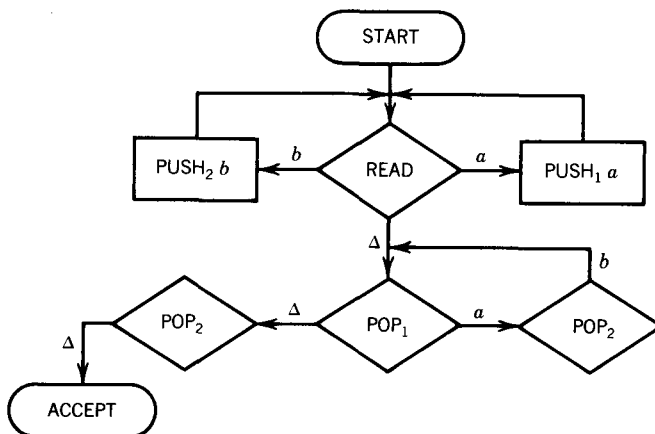 START
PUSH₂ b
b
READ
a
PUSH₁ a
Δ
b
POP₂
Δ
POP₁
a
POP₂
Δ
ACCEPT